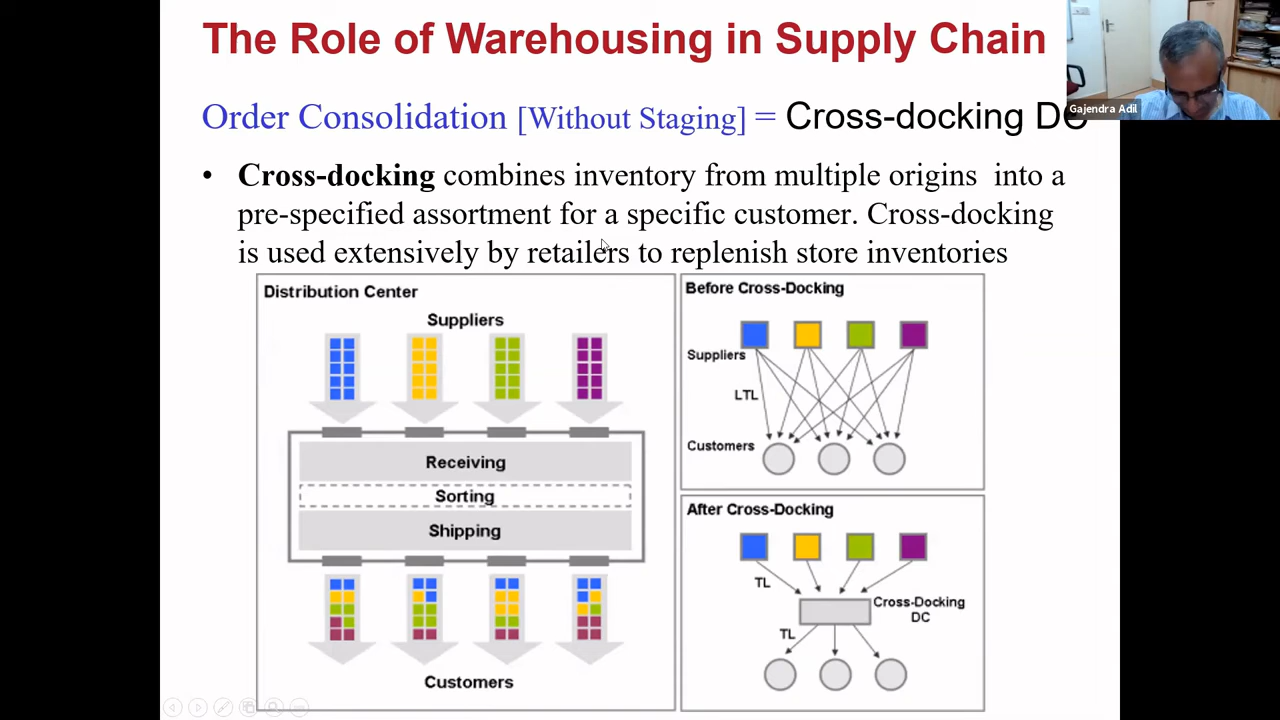 The Role of Warehousing in Supply Chain
Gajendra Adil
Order Consolidation [Without Staging] = Cross-docking DC
• Cross-docking combines inventory from multiple origins into a
pre-specified assortment for a specific customer. Cross-docking
is used extensively by retailers to replenish store inventories
Distribution Center
Suppliers
Receiving
Sorting
Shipping
Customers
Before Cross-Docking
Suppliers
LTL
Customers
After Cross-Docking
TL
Cross-Docking
DC
TL